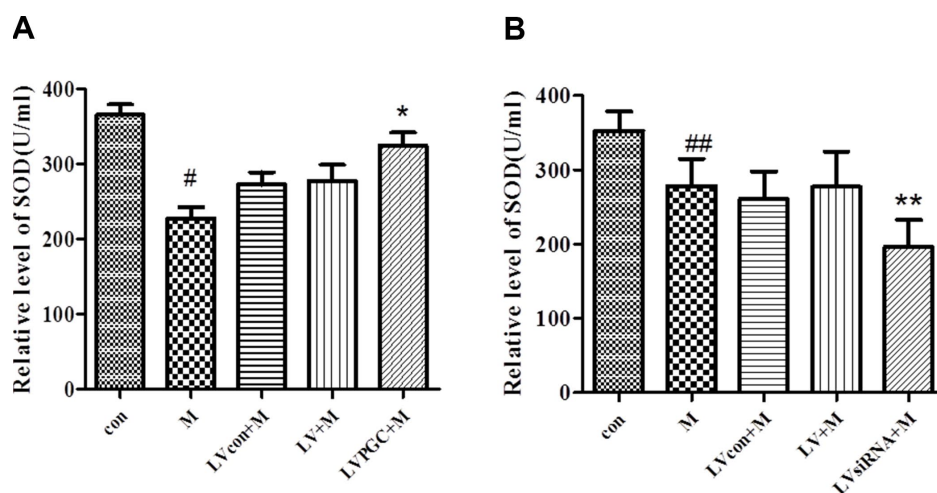 A
Relative level of SOD(U/ml)
400
300
200
100
0
#
*
con
M
LVcon+M
LV+M
LVPGC+M
B
Relative level of SOD(U/ml)
400
300
200
100
0
##
**
con
M
LVcon+M
LV+M
LVsiRNA+M